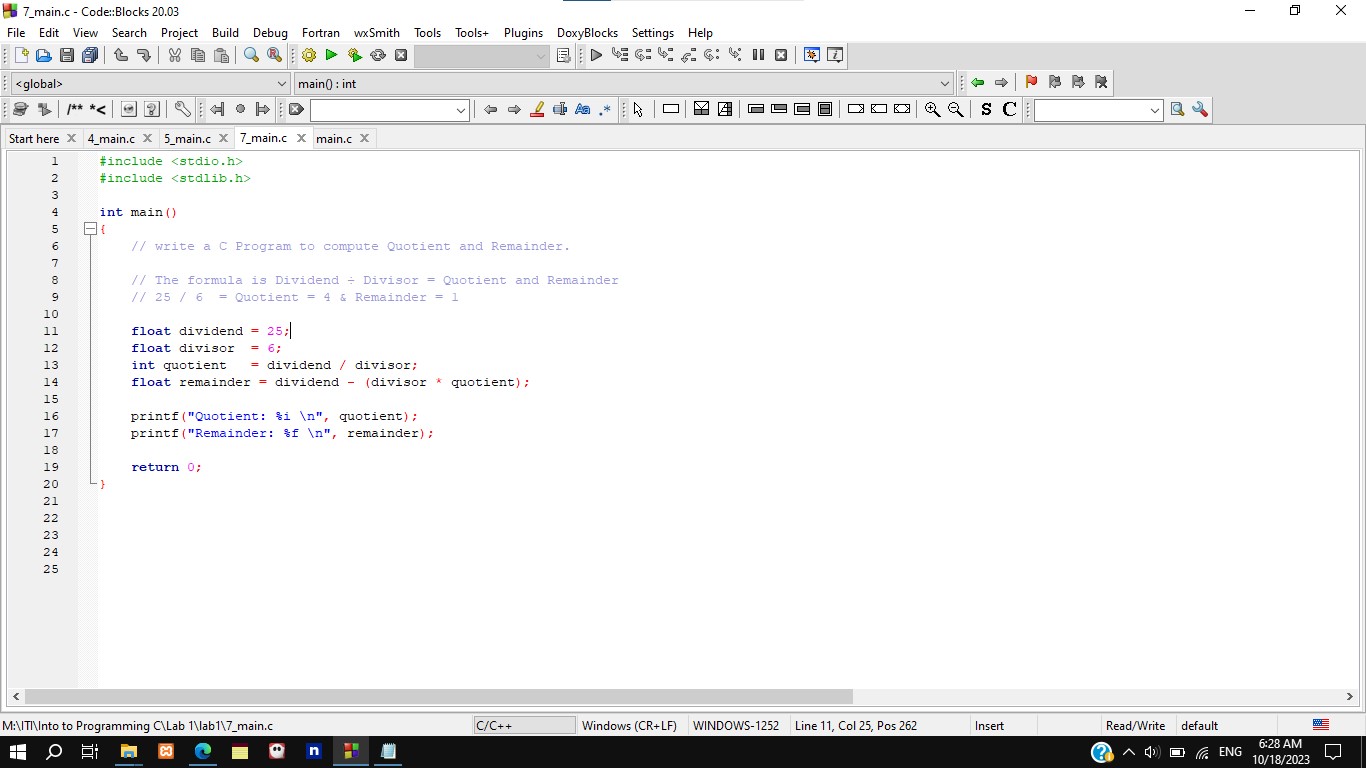 7_main.c - Code::Blocks 20.03
File Edit View Search Project Build Debug Fortran wxSmith Tools Tools+ Plugins DoxyBlocks Settings Help
<global> main() : int
/** *< Aa .* S C
Start here 4_main.c 5_main.c 7_main.c main.c
1 #include <stdio.h>
2 #include <stdlib.h>
3
4 int main()
5 {
6 // write a C Program to compute Quotient and Remainder.
7
8 // The formula is Dividend ÷ Divisor = Quotient and Remainder
9 // 25 / 6  = Quotient = 4 & Remainder = 1
10
11 float dividend = 25;
12 float divisor  = 6;
13 int quotient   = dividend / divisor;
14 float remainder = dividend - (divisor * quotient);
15
16 printf("Quotient: %i \n", quotient);
17 printf("Remainder: %f \n", remainder);
18
19 return 0;
20 }
21
22
23
24
25
M:\ITI\Into to Programming C\Lab 1\lab1\7_main.c C/C++ Windows (CR+LF) WINDOWS-1252 Line 11, Col 25, Pos 262 Insert Read/Write default
n ENG 6:28 AM
10/18/2023